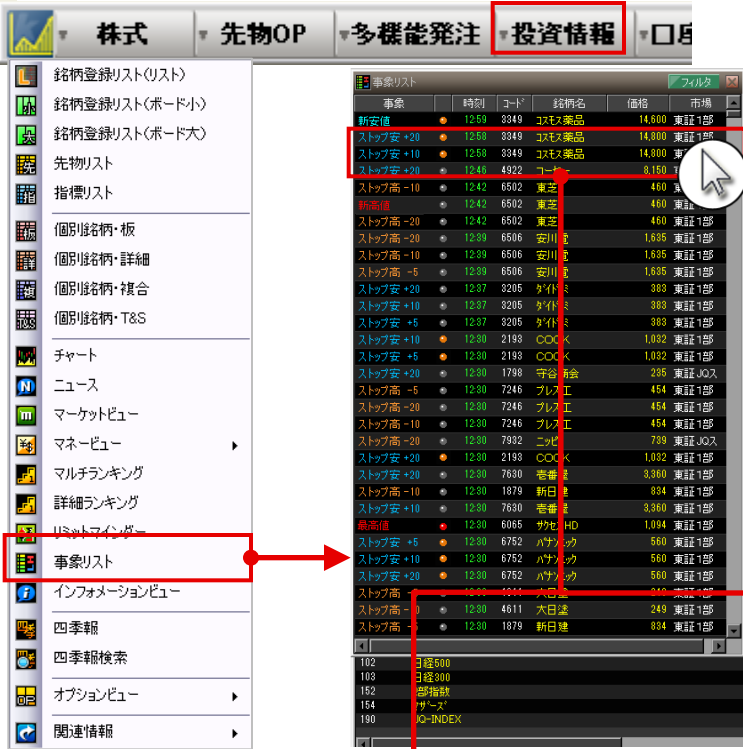 株式 先物OP 多機能発注 投資情報
銘柄登録リスト(リスト)
銘柄登録リスト(ボード小)
銘柄登録リスト(ボード大)
先物リスト
指標リスト
個別銘柄・板
個別銘柄・詳細
個別銘柄・複合
個別銘柄・T&S
チャート
ニュース
マーケットビュー
マネービュー
マルチランキング
詳細ランキング
リミットマインダー
事象リスト
インフォメーションビュー
四季報
四季報検索
オプションビュー
関連情報
事象リスト フィルタ
事象 時刻 コード 銘柄名 価格 市場
新安値 12:59 3349 コスモス薬品 14,600 東証1部
ストップ安 +20 12:58 3349 コスモス薬品 14,800 東証1部
ストップ安 +10 12:58 3349 コスモス薬品 14,800
ストップ安 +20 12:46 4922 8,150
ストップ高 -10 12:42 6502 東芝 460
新高値 12:42 6502 東芝 460
ストップ高 -20 12:42 6502 東芝 460 東証1部
ストップ高 -20 12:39 6506 安川 1,635 東証1部
ストップ高 -10 12:39 6506 安川 1,635 東証1部
ストップ高 -5 12:39 6506 安川 1,635 東証1部
ストップ安 +20 12:37 3205 383 東証1部
ストップ安 +10 12:37 3205 383 東証1部
ストップ安 +5 12:37 3205 383 東証1部
ストップ安 +10 12:30 2193 1,032 東証1部
ストップ安 +5 12:30 2193 1,032 東証1部
ストップ安 +20 12:30 1798 守谷 会 235 東証JQス
ストップ高 -5 12:30 7246 プレス工 454 東証1部
ストップ高 -20 12:30 7246 プレス工 454 東証1部
ストップ高 -10 12:30 7246 プレス工 454 東証1部
ストップ高 -20 12:30 7932 ニッピ 739 東証JQス
ストップ安 +20 12:30 2193 1,032 東証1部
ストップ安 +20 12:30 7630 壱番屋 3,360 東証1部
ストップ高 -10 12:30 1879 新日建 834 東証1部
ストップ安 +10 12:30 7630 壱番屋 3,360 東証1部
最高値 12:30 6065 HD 1,094 東証1部
ストップ安 +5 12:30 6752 パナソニック 560 東証1部
ストップ安 +10 12:30 6752 パナソニック 560 東証1部
ストップ安 +20 12:30 6752 パナソニック 560 東証1部
ストップ高
ストップ高 12:30 4611 大日塗 249 東証1部
ストップ高 12:30 1879 新日建 834 東証1部
102 日経500
103 日経300
152 部指数
154
190 JQ-INDEX